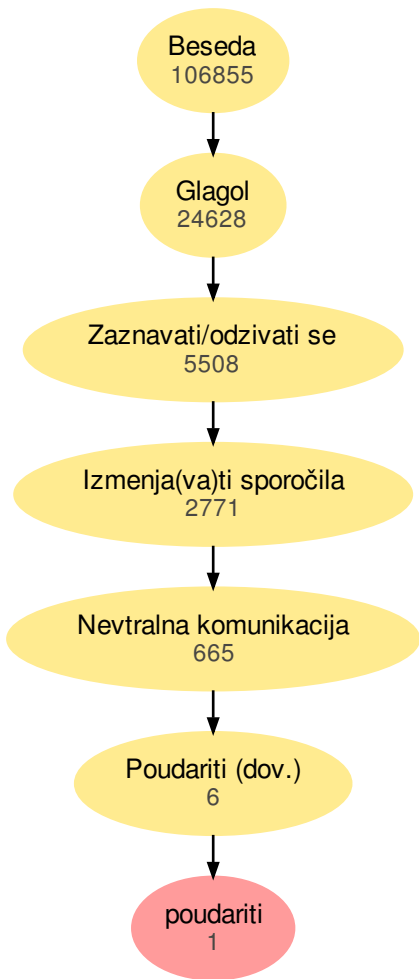 Beseda
106855
Glagol
24628
Zaznavati/odzivati se
5508
Izmenja(va)ti sporočila
2771
Nevtralna komunikacija
665
Poudariti (dov.)
6
poudariti
1